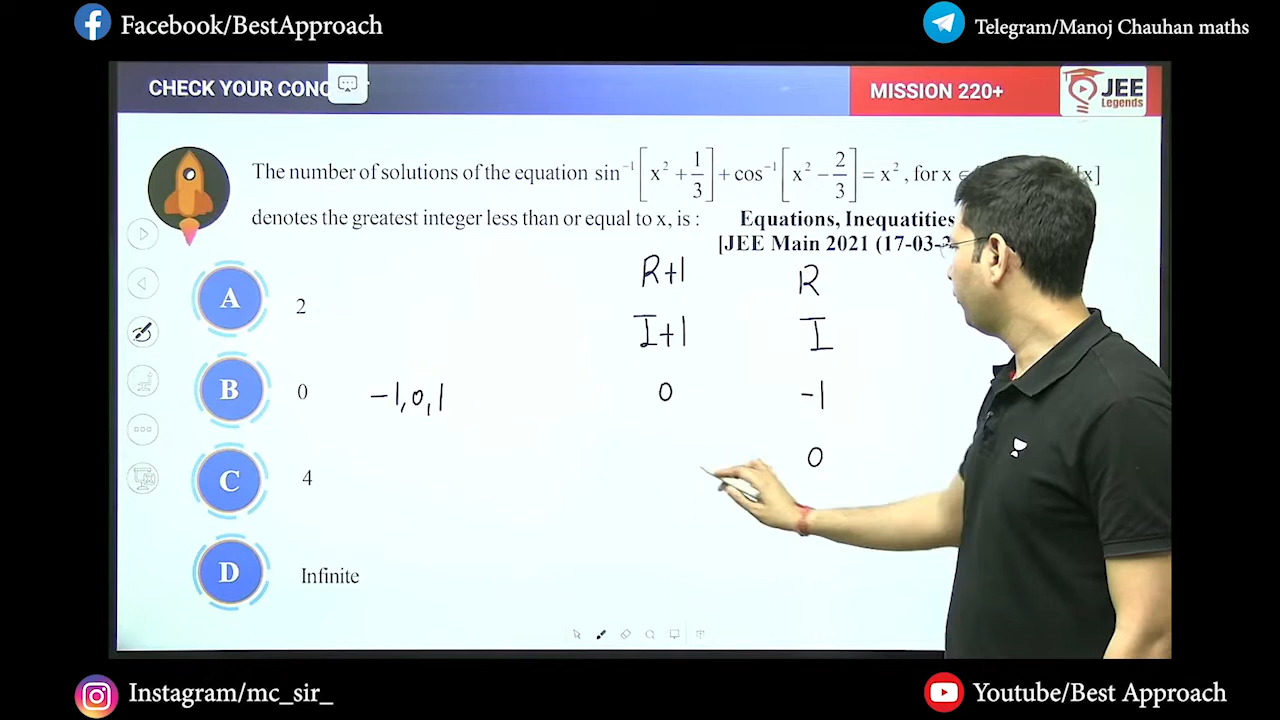 Facebook/BestApproach
Telegram/Manoj Chauhan maths
CHECK YOUR CONC
MISSION 220+
JEE
Legends
The number of solutions of the equation sin⁻¹[x² + 1/3] + cos⁻¹[x² − 2/3] = x², for x ∈ [x]
denotes the greatest integer less than or equal to x, is :
Equations, Inequatities
[JEE Main 2021 (17-03-2
R+1 R
I+1 I
A 2
B 0
-1,0,1
0 -1
0
C 4
D Infinite
Instagram/mc_sir_
Youtube/Best Approach